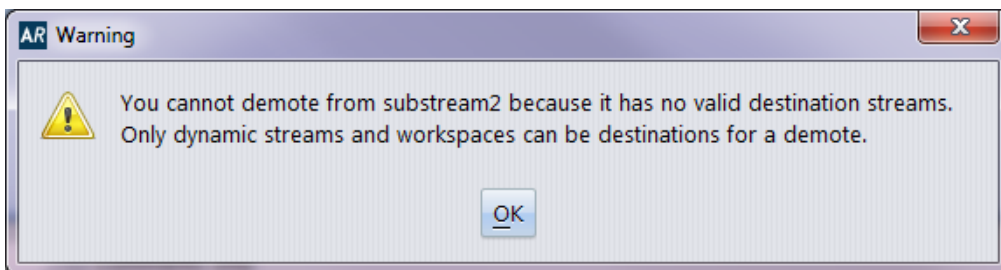 AR Warning
x
You cannot demote from substream2 because it has no valid destination streams.
Only dynamic streams and workspaces can be destinations for a demote.
OK